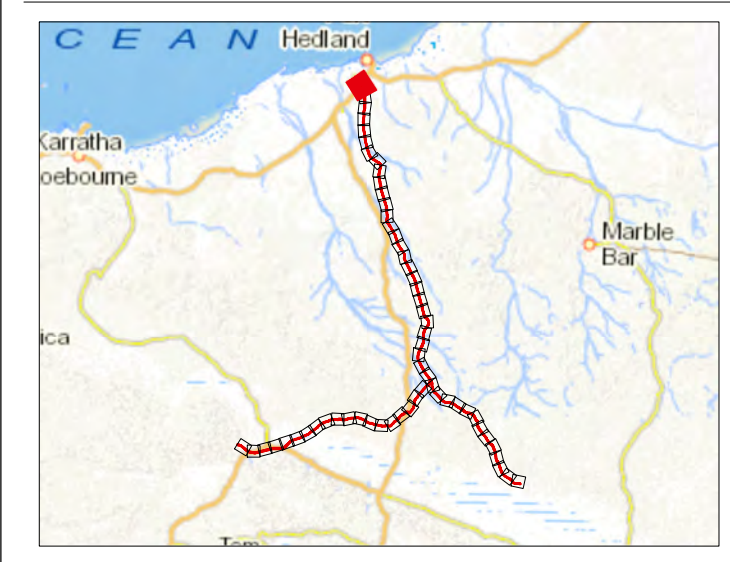 C E A N
Hedland
Karratha
oebourne
Marble
Bar
ica
Tom